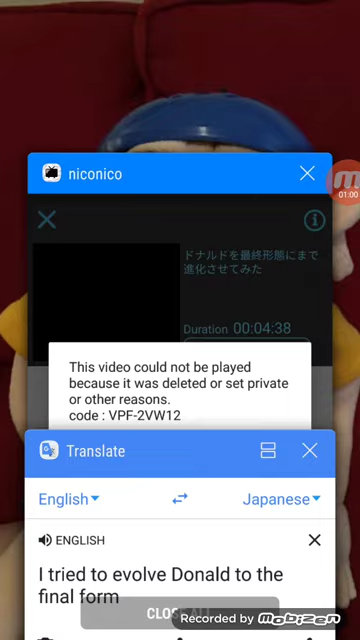 niconico
01:00
ドナルドを最終形態にまで
進化させてみた
Duration 00:04:38
This video could not be played
because it was deleted or set private
or other reasons.
code : VPF-2VW12
Translate
English
Japanese
ENGLISH
I tried to evolve Donald to the
final form
CLOSE ALL
Recorded by mobizen